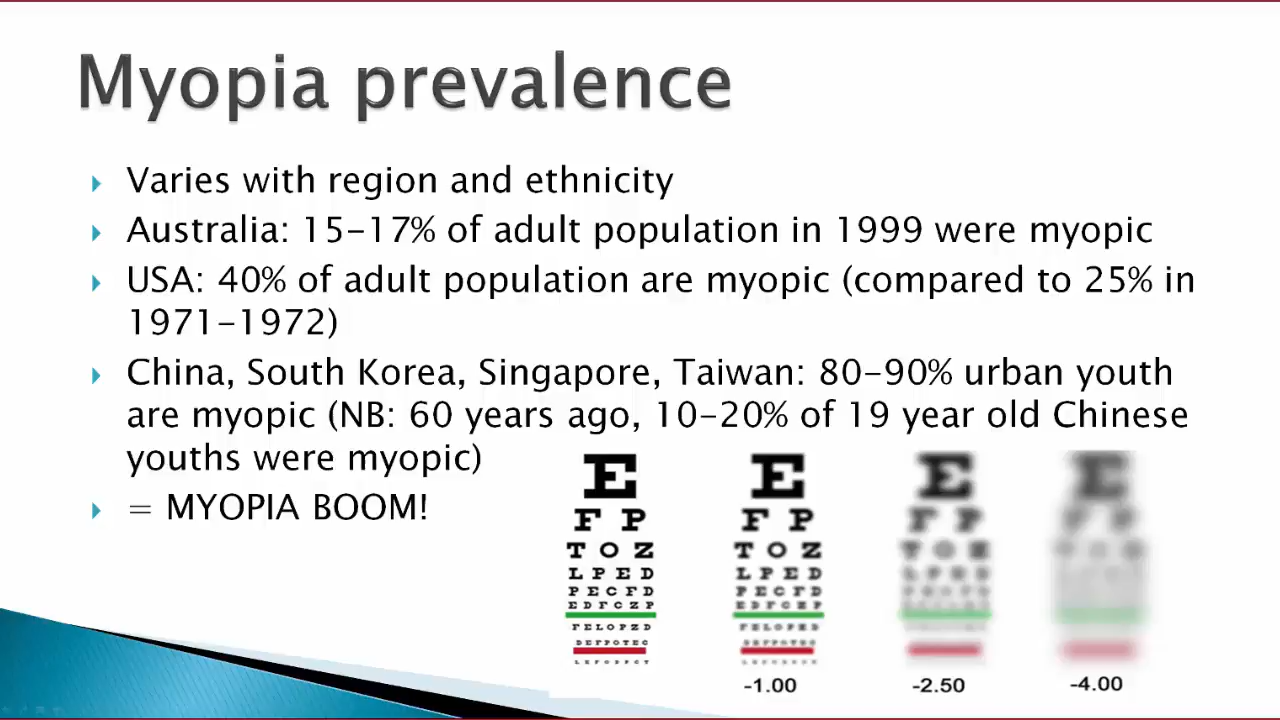 Myopia prevalence
Varies with region and ethnicity
Australia: 15-17% of adult population in 1999 were myopic
USA: 40% of adult population are myopic (compared to 25% in
1971-1972)
China, South Korea, Singapore, Taiwan: 80-90% urban youth
are myopic (NB: 60 years ago, 10-20% of 19 year old Chinese
youths were myopic)
= MYOPIA BOOM!
E
F P
T O Z
L P E D
P E C F D
E D F C Z P
F E L O P Z D
D E F P O T E C
E
F P
T O Z
L P E D
P E C F D
E D F C Z P
-1.00
E
F P
-2.50
E
-4.00